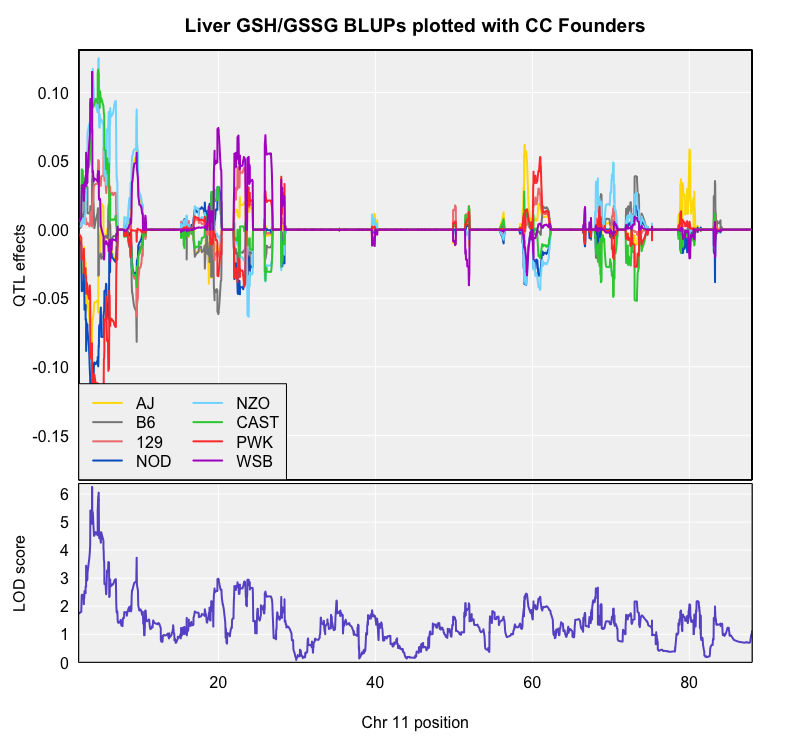 Liver GSH/GSSG BLUPs plotted with CC Founders
QTL effects
0.10
0.05
0.00
-0.05
-0.10
-0.15
AJ NZO
B6 CAST
129 PWK
NOD WSB
LOD score
6
5
4
3
2
1
0
20 40 60 80
Chr 11 position